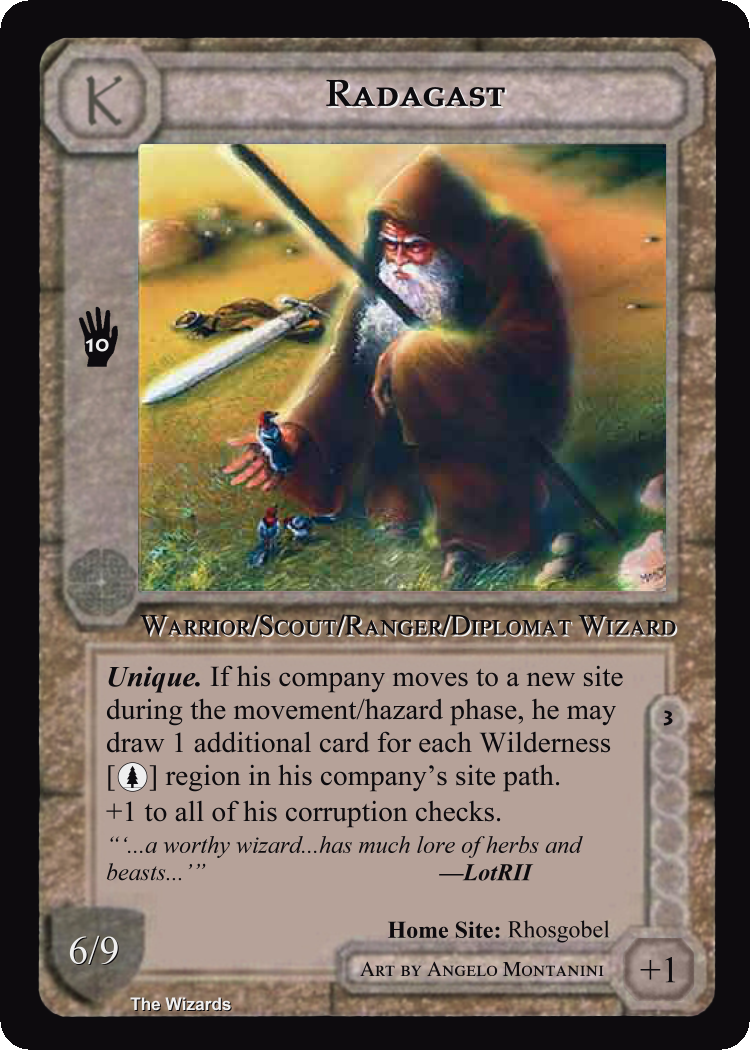 K
Radagast
10
Warrior/Scout/Ranger/Diplomat Wizard
Unique. If his company moves to a new site
during the movement/hazard phase, he may
draw 1 additional card for each Wilderness
[ ] region in his company's site path.
+1 to all of his corruption checks.
3
“‘...a worthy wizard...has much lore of herbs and
beasts...’” —LotRII
Home Site: Rhosgobel
6/9
Art by Angelo Montanini
+1
The Wizards